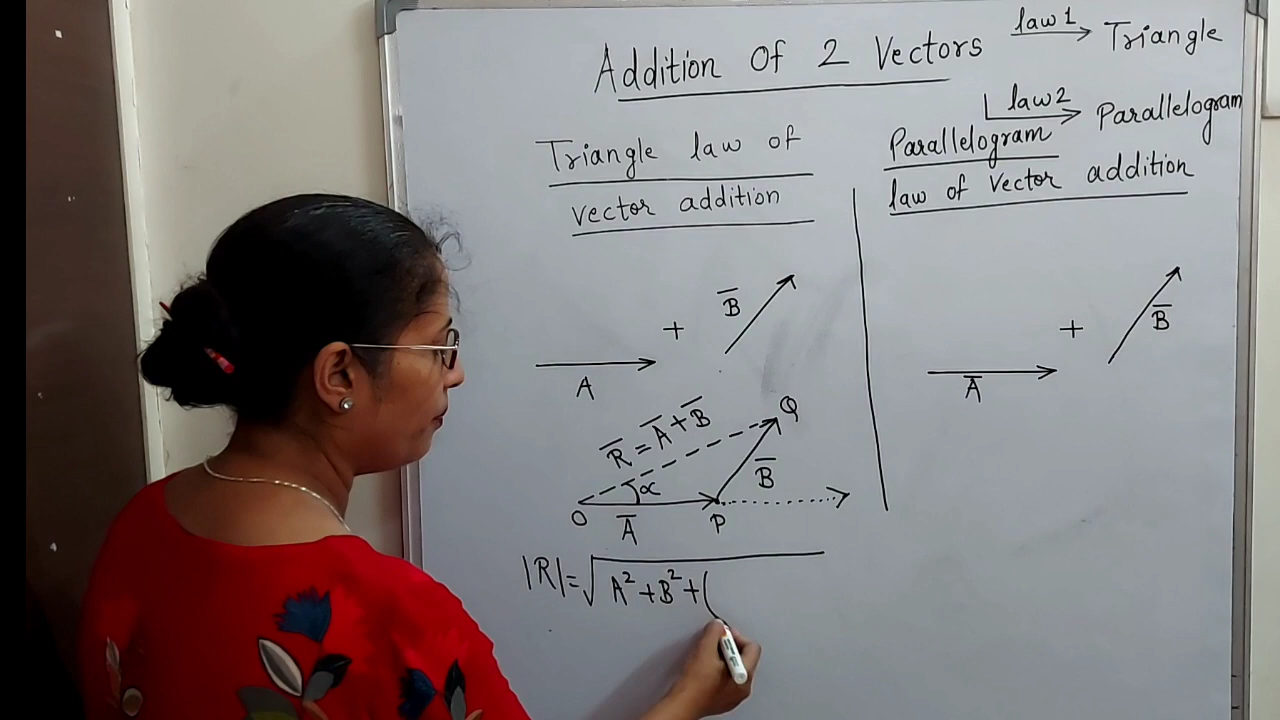 Addition Of 2 Vectors
law 1 → Triangle
law 2 → Parallelogram
Triangle law of
vector addition
A̅ + B̅
R̅ = A̅ + B̅
Q
α
B̅
O
A̅
P
|R| = √A² + B² + (
Parallelogram
law of vector addition
A̅ + B̅